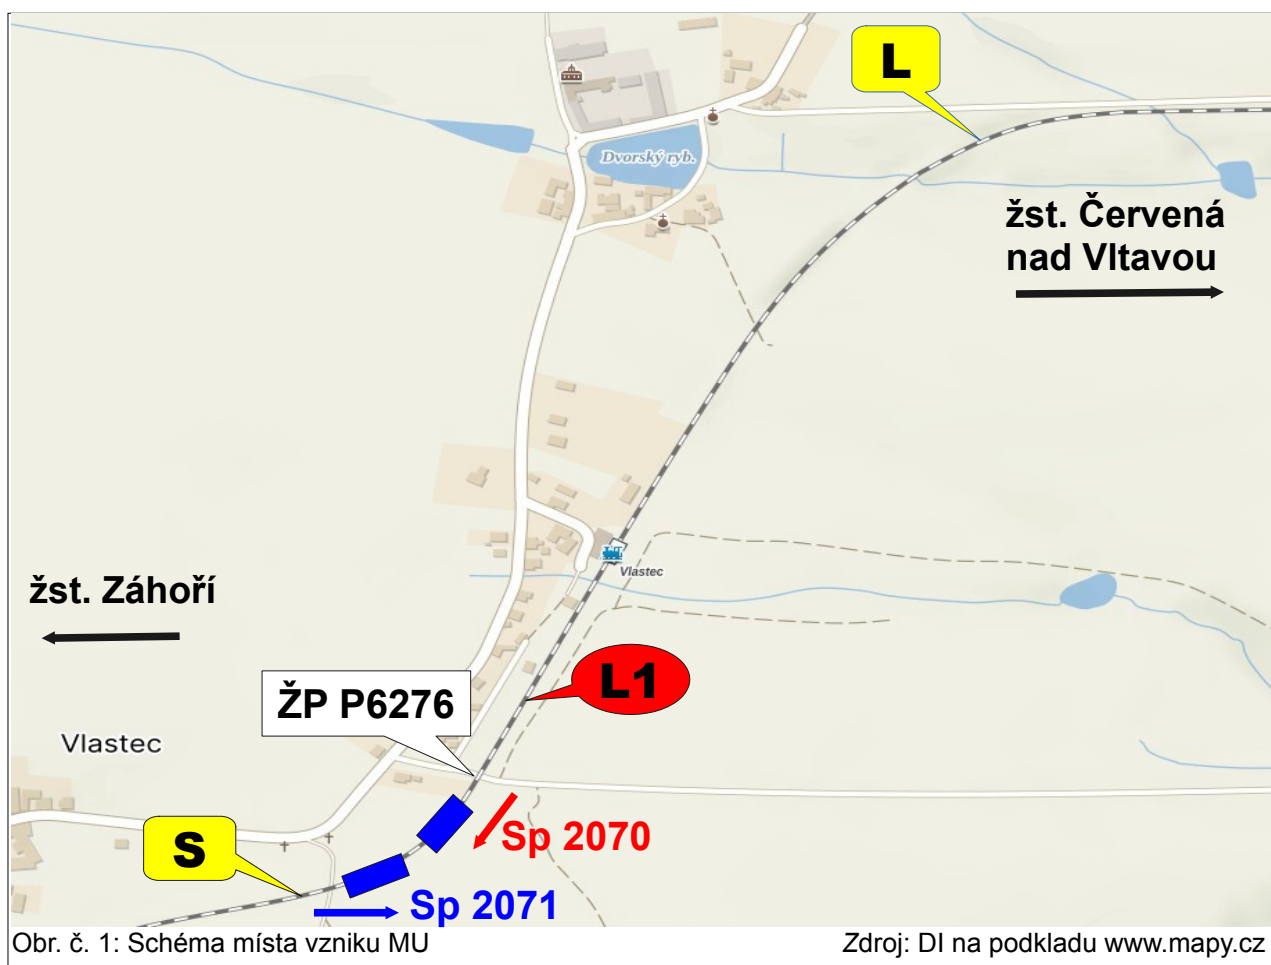 L
Dvorský ryb.
žst. Červená
nad Vltavou
Vlastec
žst. Záhoří
L1
ŽP P6276
Vlastec
Sp 2070
S
Sp 2071
Obr. č. 1: Schéma místa vzniku MU
Zdroj: DI na podkladu www.mapy.cz